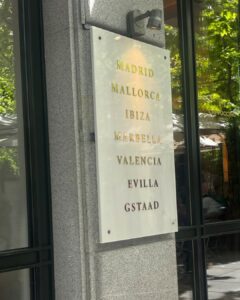 MADRID
MALLORCA
IBIZA
MARBELLA
VALENCIA
EVILLA
GSTAAD